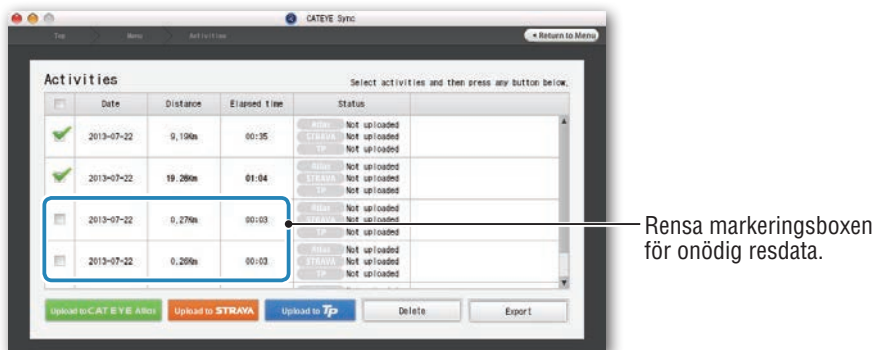 CATEYE Sync
Top Menu Activities Return to Menu
Activities
Select activities and then press any button below.
Date Distance Elapsed time Status
2013-07-22 9,19Km 00:35
Atlas Not uploaded
STRAVA Not uploaded
TP Not uploaded
2013-07-22 19.26Km 01:04
Atlas Not uploaded
STRAVA Not uploaded
TP Not uploaded
2013-07-22 0,27Km 00:03
Atlas Not uploaded
STRAVA Not uploaded
TP Not uploaded
2013-07-22 0,26Km 00:03
Atlas Not uploaded
STRAVA Not uploaded
TP Not uploaded
Upload to CATEYE Atlas Upload to STRAVA Upload to Tp Delete Export
Rensa markeringsboxen
för onödig resdata.